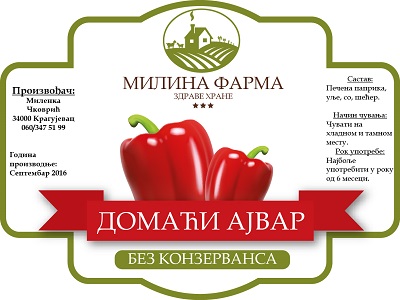 МИЛИНА ФАРМА
ЗДРАВЕ ХРАНЕ
Произвођач:
Миленка
Чковрић
34000 Крагујевац
060/347 51 99
Година
производње:
Септембар 2016
Састав:
Печена паприка,
уље, со, шећер.
Начин чувања:
Чувати на
хладном и тамном
месту.
Рок употребе:
Најбоље
употребити у року
од 6 месеци.
ДОМАЋИ АЈВАР
БЕЗ КОНЗЕРВАНСА